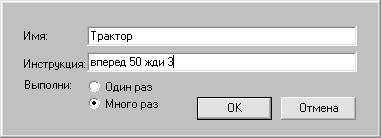 Имя: Трактор
Инструкция: вперед 50 жди 3
Выполни: Один раз
Много раз
OK Отмена